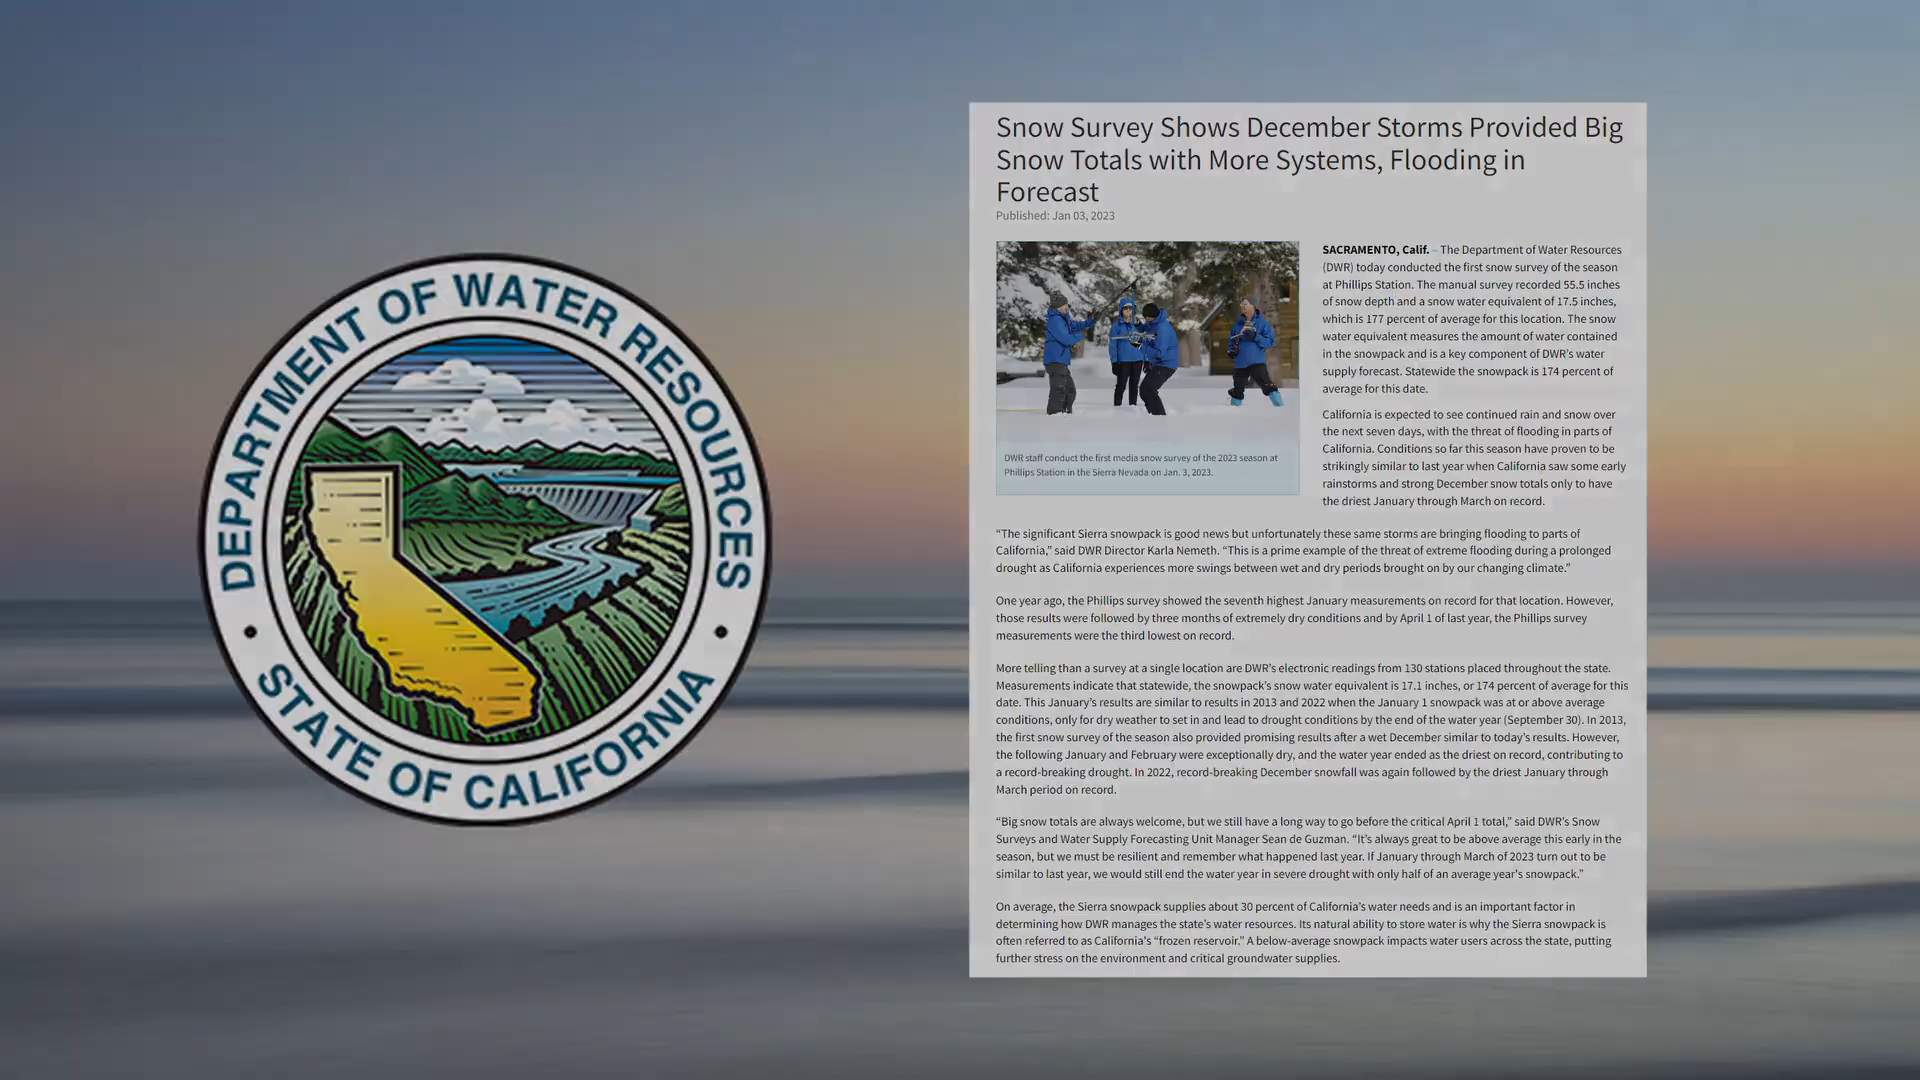 DEPARTMENT OF WATER RESOURCES
STATE OF CALIFORNIA
Snow Survey Shows December Storms Provided Big
Snow Totals with More Systems, Flooding in
Forecast
Published: Jan 03, 2023
DWR staff conduct the first media snow survey of the 2023 season at
Phillips Station in the Sierra Nevada on Jan. 3, 2023.
SACRAMENTO, Calif. – The Department of Water Resources
(DWR) today conducted the first snow survey of the season
at Phillips Station. The manual survey recorded 55.5 inches
of snow depth and a snow water equivalent of 17.5 inches,
which is 177 percent of average for this location. The snow
water equivalent measures the amount of water contained
in the snowpack and is a key component of DWR's water
supply forecast. Statewide the snowpack is 174 percent of
average for this date.
California is expected to see continued rain and snow over
the next seven days, with the threat of flooding in parts of
California. Conditions so far this season have proven to be
strikingly similar to last year when California saw some early
rainstorms and strong December snow totals only to have
the driest January through March on record.
“The significant Sierra snowpack is good news but unfortunately these same storms are bringing flooding to parts of
California,” said DWR Director Karla Nemeth. “This is a prime example of the threat of extreme flooding during a prolonged
drought as California experiences more swings between wet and dry periods brought on by our changing climate.”
One year ago, the Phillips survey showed the seventh highest January measurements on record for that location. However,
those results were followed by three months of extremely dry conditions and by April 1 of last year, the Phillips survey
measurements were the third lowest on record.
More telling than a survey at a single location are DWR's electronic readings from 130 stations placed throughout the state.
Measurements indicate that statewide, the snowpack's snow water equivalent is 17.1 inches, or 174 percent of average for this
date. This January's results are similar to results in 2013 and 2022 when the January 1 snowpack was at or above average
conditions, only for dry weather to set in and lead to drought conditions by the end of the water year (September 30). In 2013,
the first snow survey of the season also provided promising results after a wet December similar to today's results. However,
the following January and February were exceptionally dry, and the water year ended as the driest on record, contributing to
a record-breaking drought. In 2022, record-breaking December snowfall was again followed by the driest January through
March period on record.
“Big snow totals are always welcome, but we still have a long way to go before the critical April 1 total,” said DWR's Snow
Surveys and Water Supply Forecasting Unit Manager Sean de Guzman. “It's always great to be above average this early in the
season, but we must be resilient and remember what happened last year. If January through March of 2023 turn out to be
similar to last year, we would still end the water year in severe drought with only half of an average year's snowpack.”
On average, the Sierra snowpack supplies about 30 percent of California's water needs and is an important factor in
determining how DWR manages the state's water resources. Its natural ability to store water is why the Sierra snowpack is
often referred to as California's “frozen reservoir.” A below-average snowpack impacts water users across the state, putting
further stress on the environment and critical groundwater supplies.